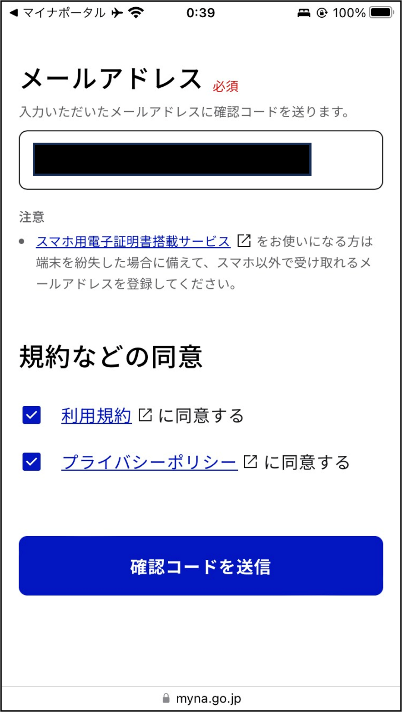 ◀ マイナポータル 0:39 100%
メールアドレス 必須
入力いただいたメールアドレスに確認コードを送ります。
注意
• スマホ用電子証明書搭載サービス をお使いになる方は
端末を紛失した場合に備えて、スマホ以外で受け取れるメ
ールアドレスを登録してください。
規約などの同意
利用規約 に同意する
プライバシーポリシー に同意する
確認コードを送信
myna.go.jp